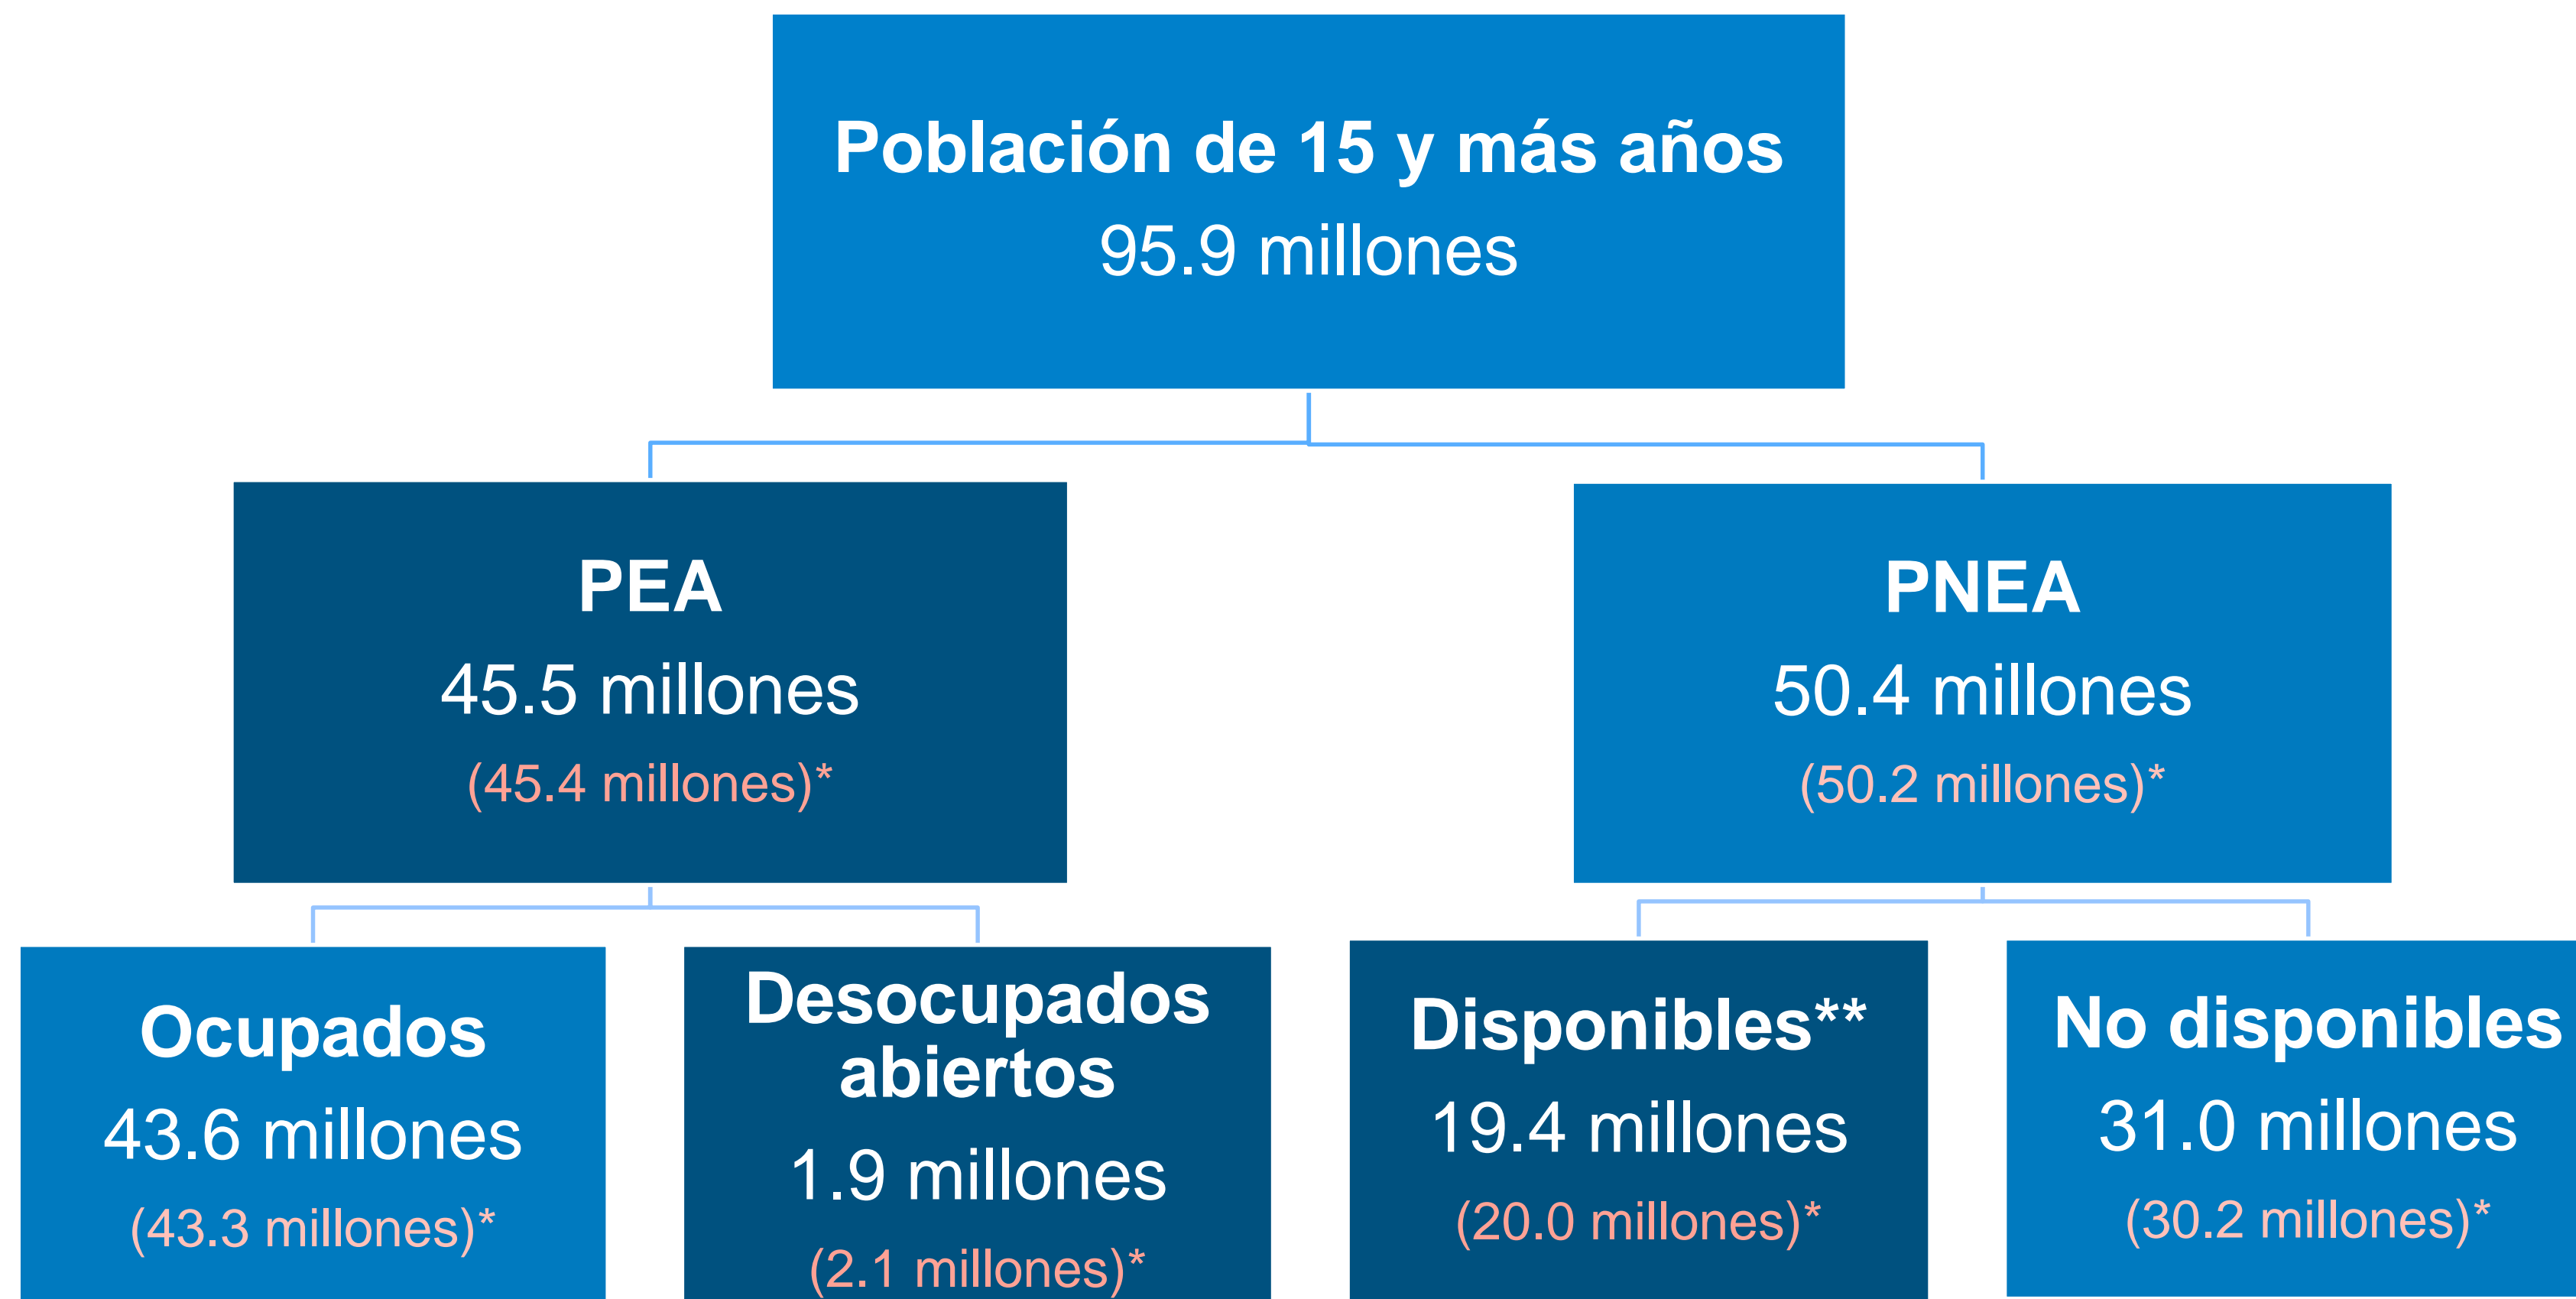 Población de 15 y más años
95.9 millones
PEA
45.5 millones
(45.4 millones)*
PNEA
50.4 millones
(50.2 millones)*
Ocupados
43.6 millones
(43.3 millones)*
Desocupados
abiertos
1.9 millones
(2.1 millones)*
Disponibles**
19.4 millones
(20.0 millones)*
No disponibles
31.0 millones
(30.2 millones)*